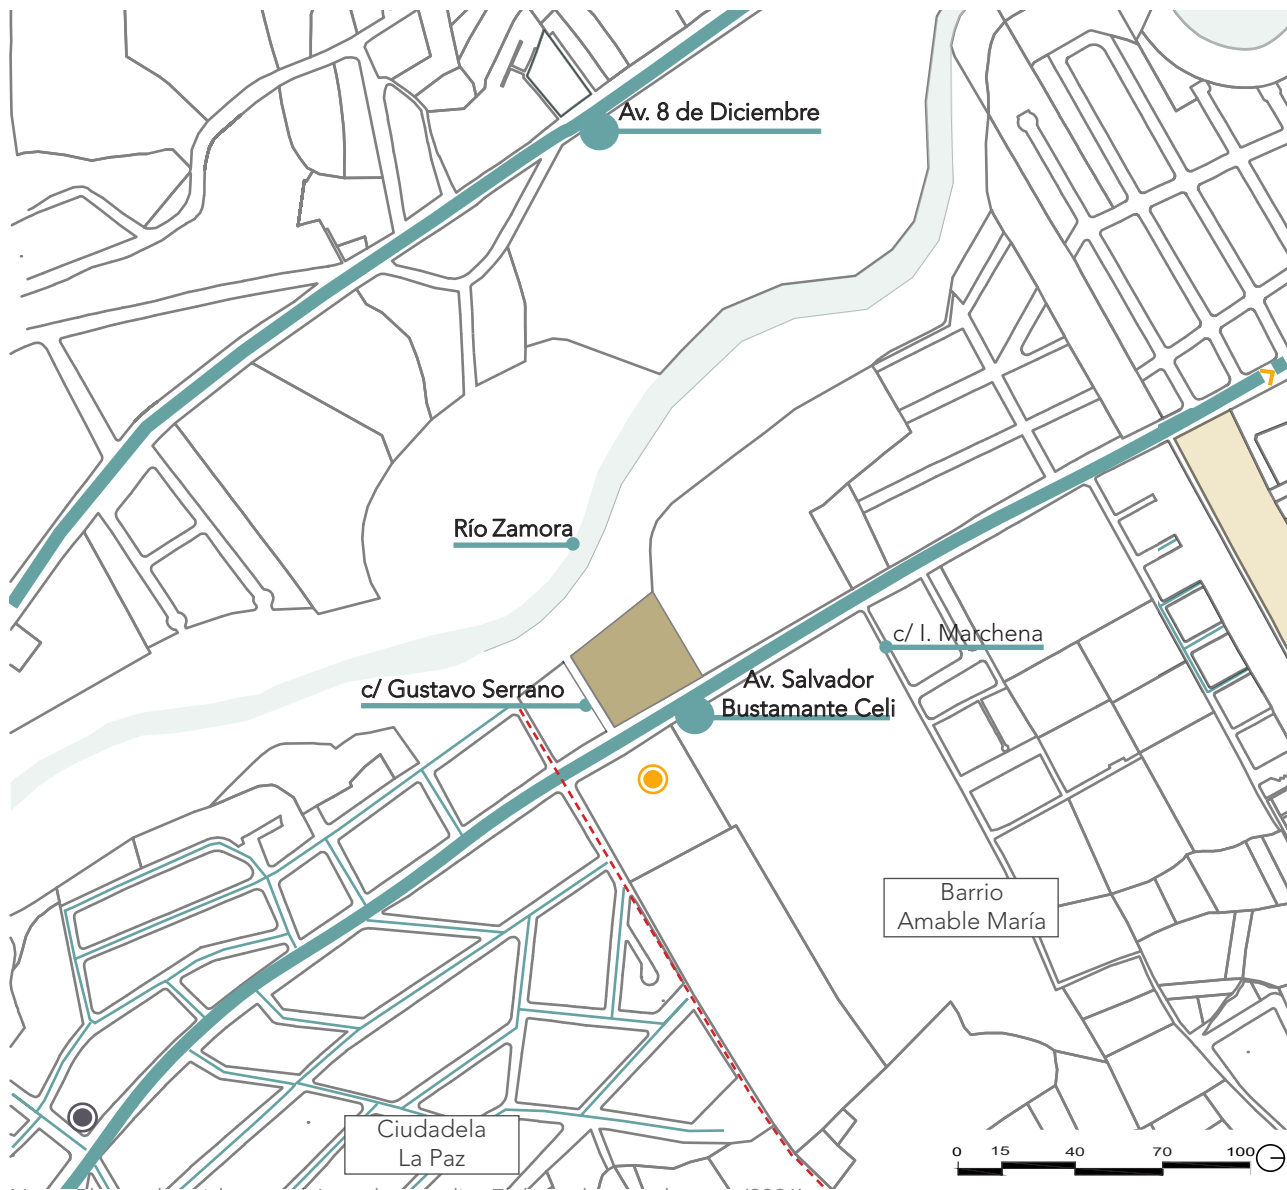 Av. 8 de Diciembre
Río Zamora
c/ I. Marchena
c/ Gustavo Serrano
Av. Salvador
Bustamante Celi
Barrio
Amable María
Ciudadela
La Paz
0 15 40 70 100